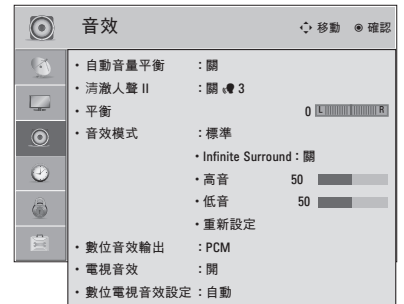 音效 移動 確認
・自動音量平衡 :關
・清澈人聲 II :關 3
・平衡 0 L R
・音效模式 :標準
・Infinite Surround:關
・高音 50
・低音 50
・重新設定
・數位音效輸出 :PCM
・電視音效 :開
・數位電視音效設定 :自動